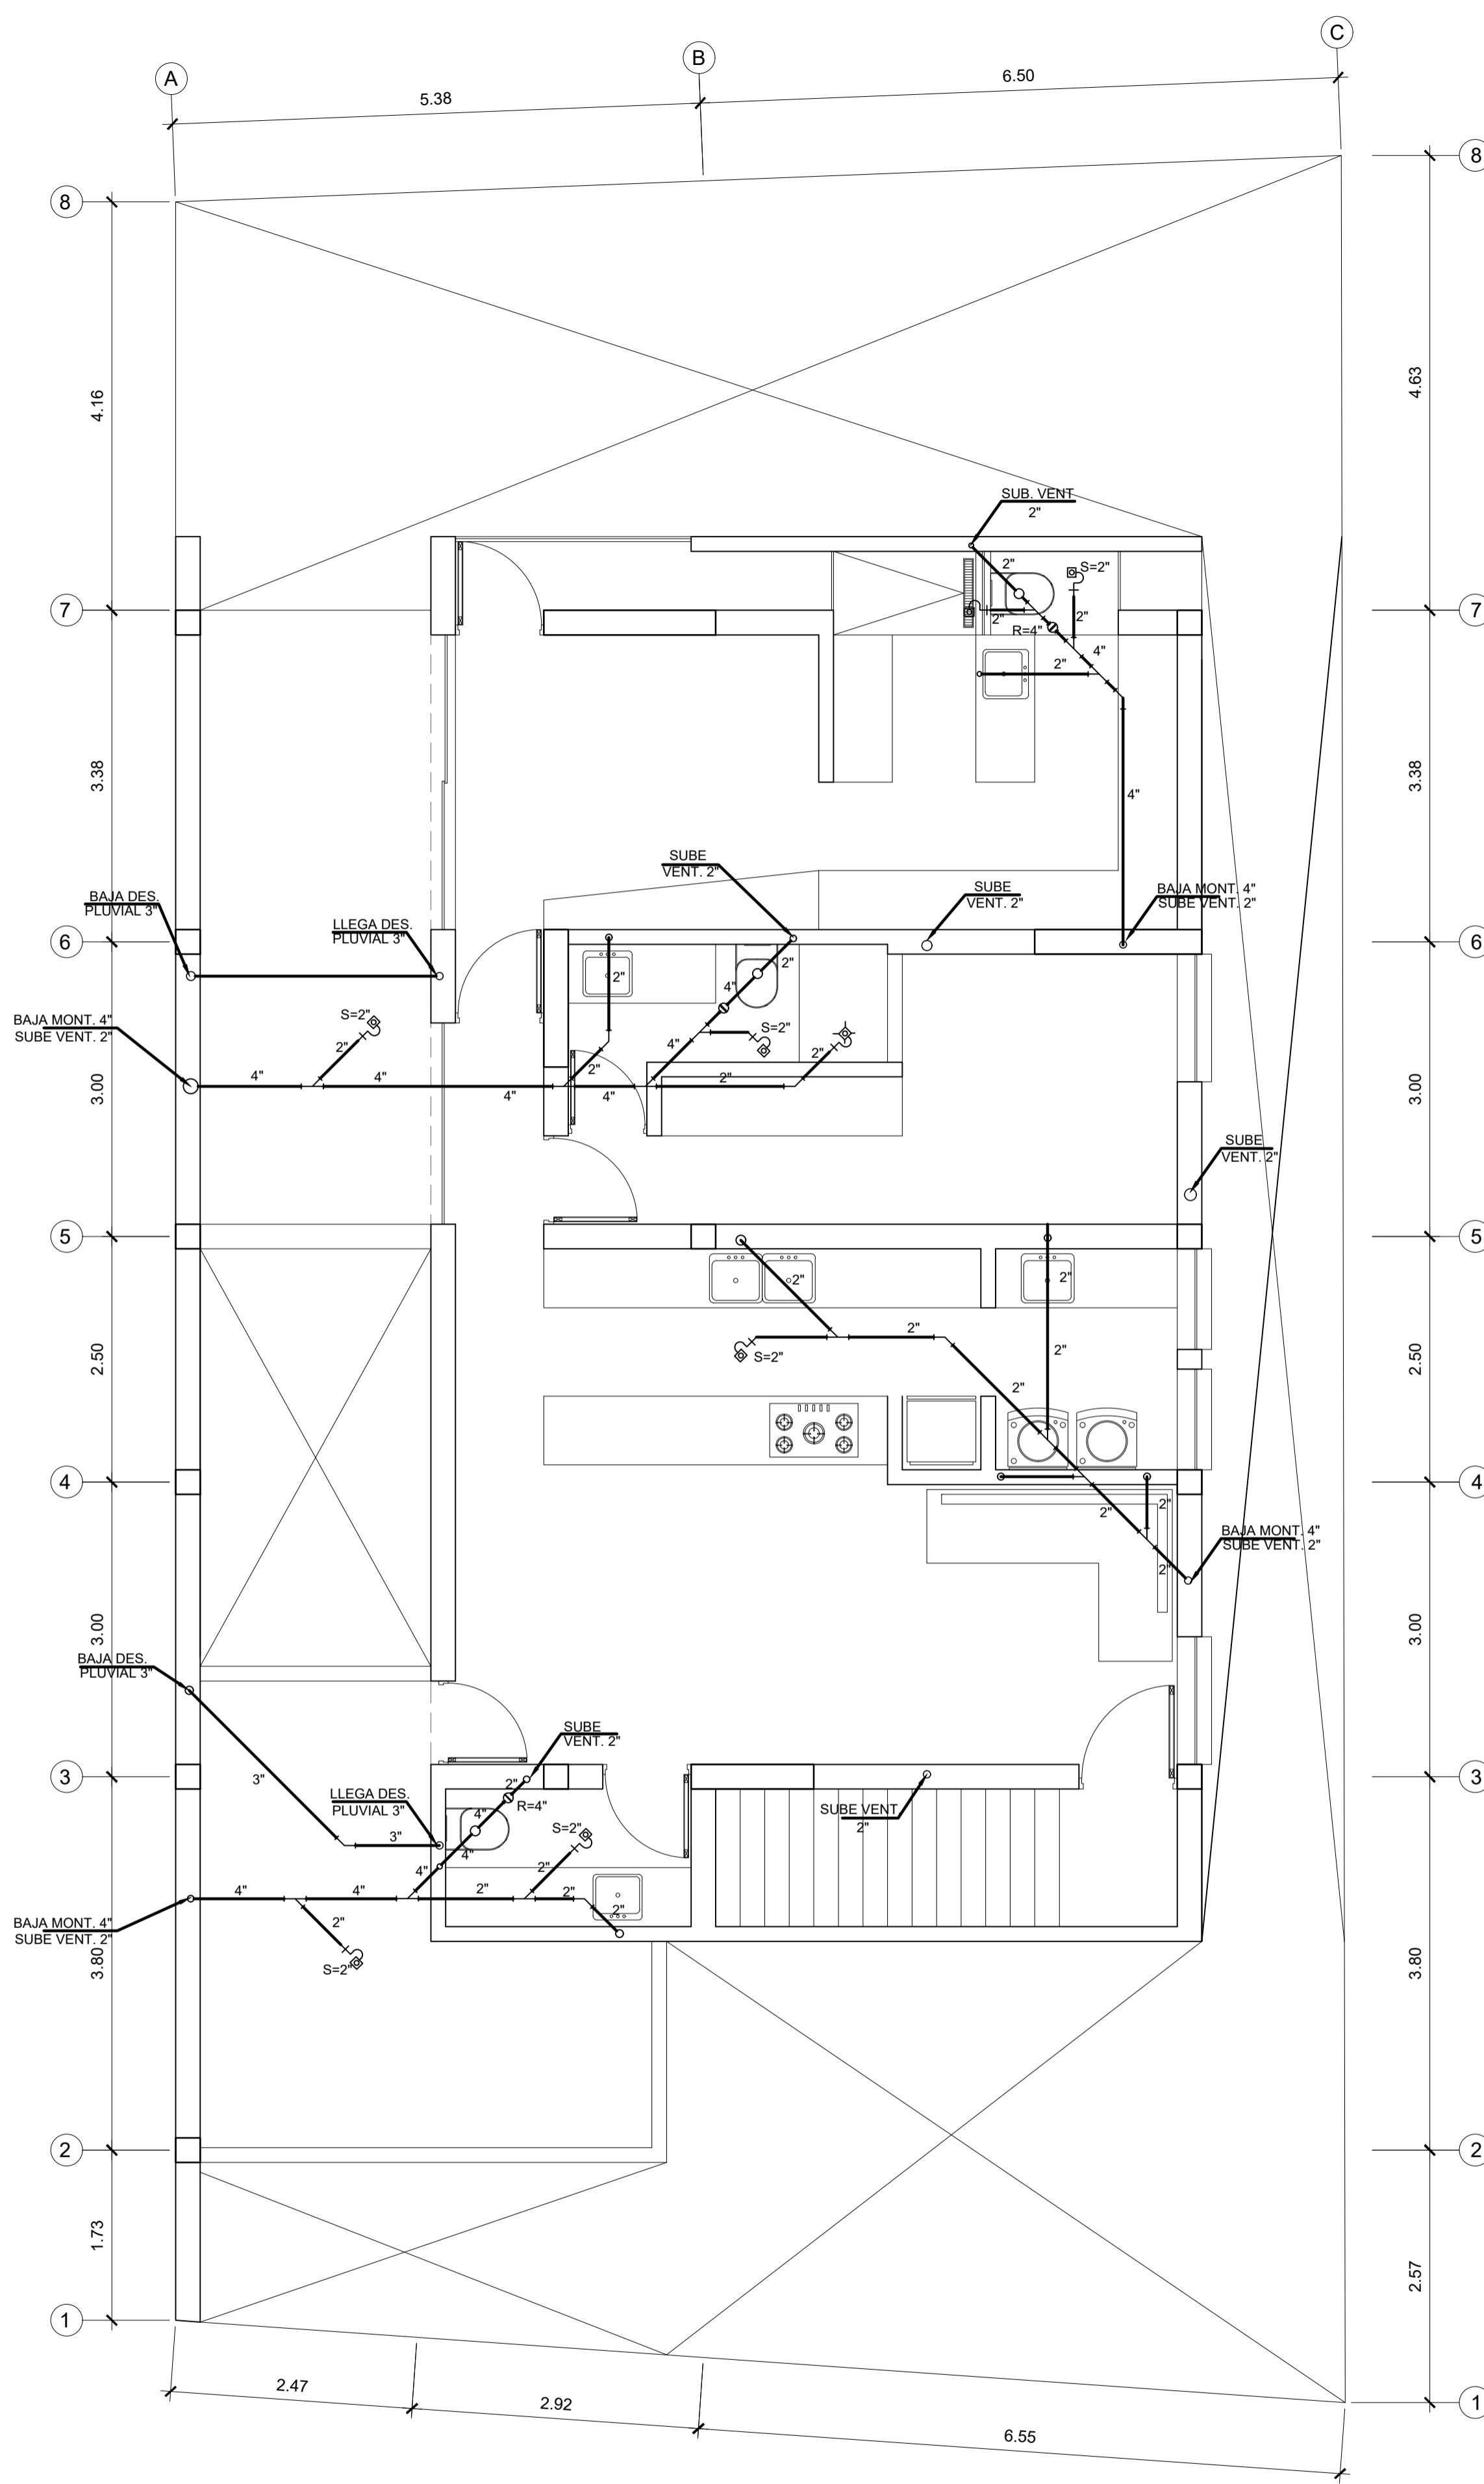 C
B
A
6.50
5.38
8
8
4.16
4.63
SUB. VENT
2"
2"
S=2"
7
7
2"
2"
R=4"
4"
2"
3.38
3.38
4"
SUBE
VENT. 2"
SUBE
VENT. 2"
BAJA MONT. 4"
SUBE VENT. 2"
BAJA DES.
PLUVIAL 3"
LLEGA DES.
PLUVIAL 3"
6
6
2"
2"
4"
BAJA MONT. 4"
SUBE VENT. 2"
S=2"
2"
S=2"
4"
2"
4"
4"
2"
2"
4"
4"
3.00
3.00
SUBE
VENT. 2"
5
5
2"
2"
2"
S=2"
2"
2"
2.50
2.50
4
4
2"
2"
2"
BAJA MONT. 4"
SUBE VENT. 2"
3.00
3.00
BAJA DES.
PLUVIAL 3"
SUBE
VENT. 2"
3
3
3"
2"
LLEGA DES.
PLUVIAL 3"
R=4"
4"
SUBE VENT
2"
S=2"
3"
4"
4"
2"
4"
4"
2"
2"
2"
BAJA MONT. 4"
SUBE VENT. 2"
2"
S=2"
3.80
3.80
2
2
1.73
2.57
1
1
2.47
2.92
6.55